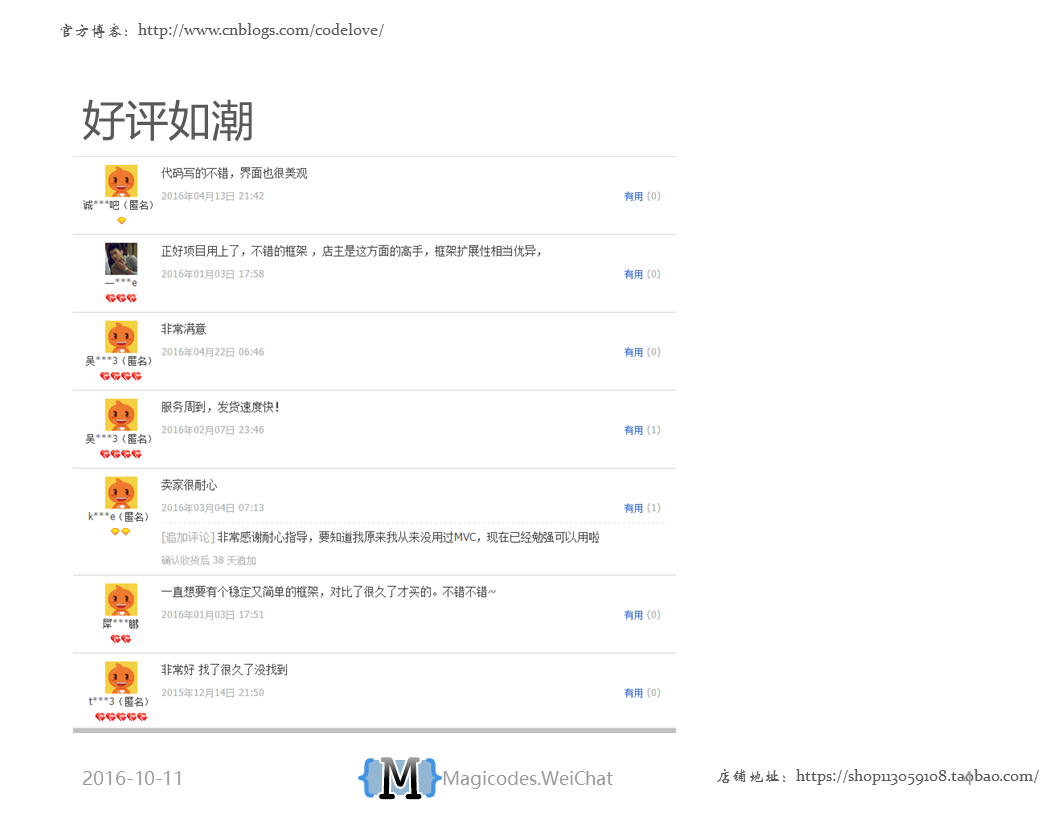 官方博客：http://www.cnblogs.com/codelove/
好评如潮
代码写的不错，界面也很美观
2016年04月13日 21:42
有用 (0)
诚***吧（匿名）
正好项目用上了，不错的框架 ，店主是这方面的高手，框架扩展性相当优异，
2016年01月03日 17:58
有用 (0)
一***e
非常满意
2016年04月22日 06:46
有用 (0)
吴***3（匿名）
服务周到，发货速度快！
2016年02月07日 23:46
有用 (1)
吴***3（匿名）
卖家很耐心
2016年03月04日 07:13
有用 (1)
k***e（匿名）
[追加评论] 非常感谢耐心指导，要知道我原来我从来没用过MVC，现在已经勉强可以用啦
确认收货后 38 天追加
一直想要有个稳定又简单的框架，对比了很久了才买的。不错不错~
2016年01月03日 17:51
有用 (0)
犀***鹏
非常好 找了很久了没找到
2015年12月14日 21:50
有用 (0)
t***3（匿名）
2016-10-11
{M}Magicodes.WeiChat
店铺地址：https://shop113059108.taobao.com/